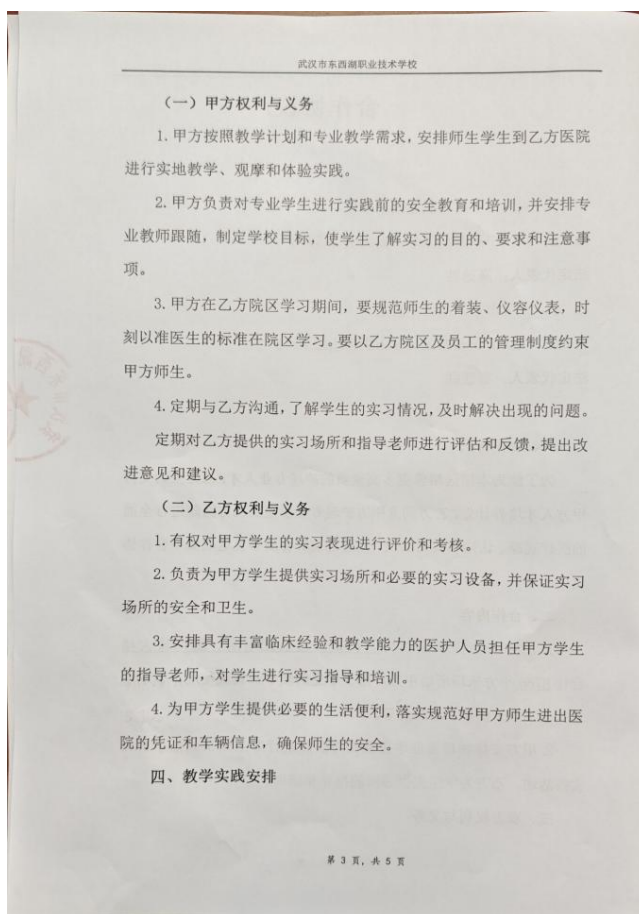 武汉市东西湖职业技术学校
（一）甲方权利与义务
1.甲方按照教学计划和专业教学需求，安排师生学生到乙方医院
进行实地教学、观摩和体验实践。
2.甲方负责对专业学生进行实践前的安全教育和培训，并安排专
业教师跟随，制定学校目标，使学生了解实习的目的、要求和注意事
项。
3.甲方在乙方院区学习期间，要规范师生的着装、仪容仪表，时
刻以准医生的标准在院区学习。要以乙方院区及员工的管理制度约束
甲方师生。
4.定期与乙方沟通，了解学生的实习情况，及时解决出现的问题。
定期对乙方提供的实习场所和指导老师进行评估和反馈，提出改
进意见和建议。
（二）乙方权利与义务
1.有权对甲方学生的实习表现进行评价和考核。
2.负责为甲方学生提供实习场所和必要的实习设备，并保证实习
场所的安全和卫生。
3.安排具有丰富临床经验和教学能力的医护人员担任甲方学生
的指导老师，对学生进行实习指导和培训。
4.为甲方学生提供必要的生活便利，落实规范好甲方师生进出医
院的凭证和车辆信息，确保师生的安全。
四、教学实践安排
第 3 页，共 5 页